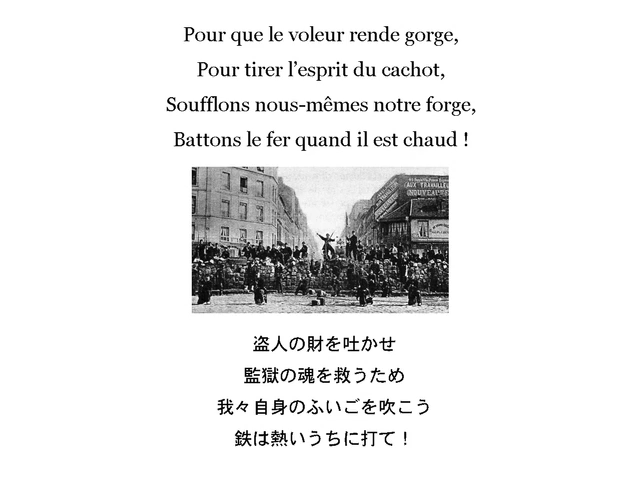 Pour que le voleur rende gorge,
Pour tirer l’esprit du cachot,
Soufflons nous-mêmes notre forge,
Battons le fer quand il est chaud !
AUX TRAVAILLEUR
NOUVEAUTÉS
盗人の財を吐かせ
監獄の魂を救うため
我々自身のふいごを吹こう
鉄は熱いうちに打て！